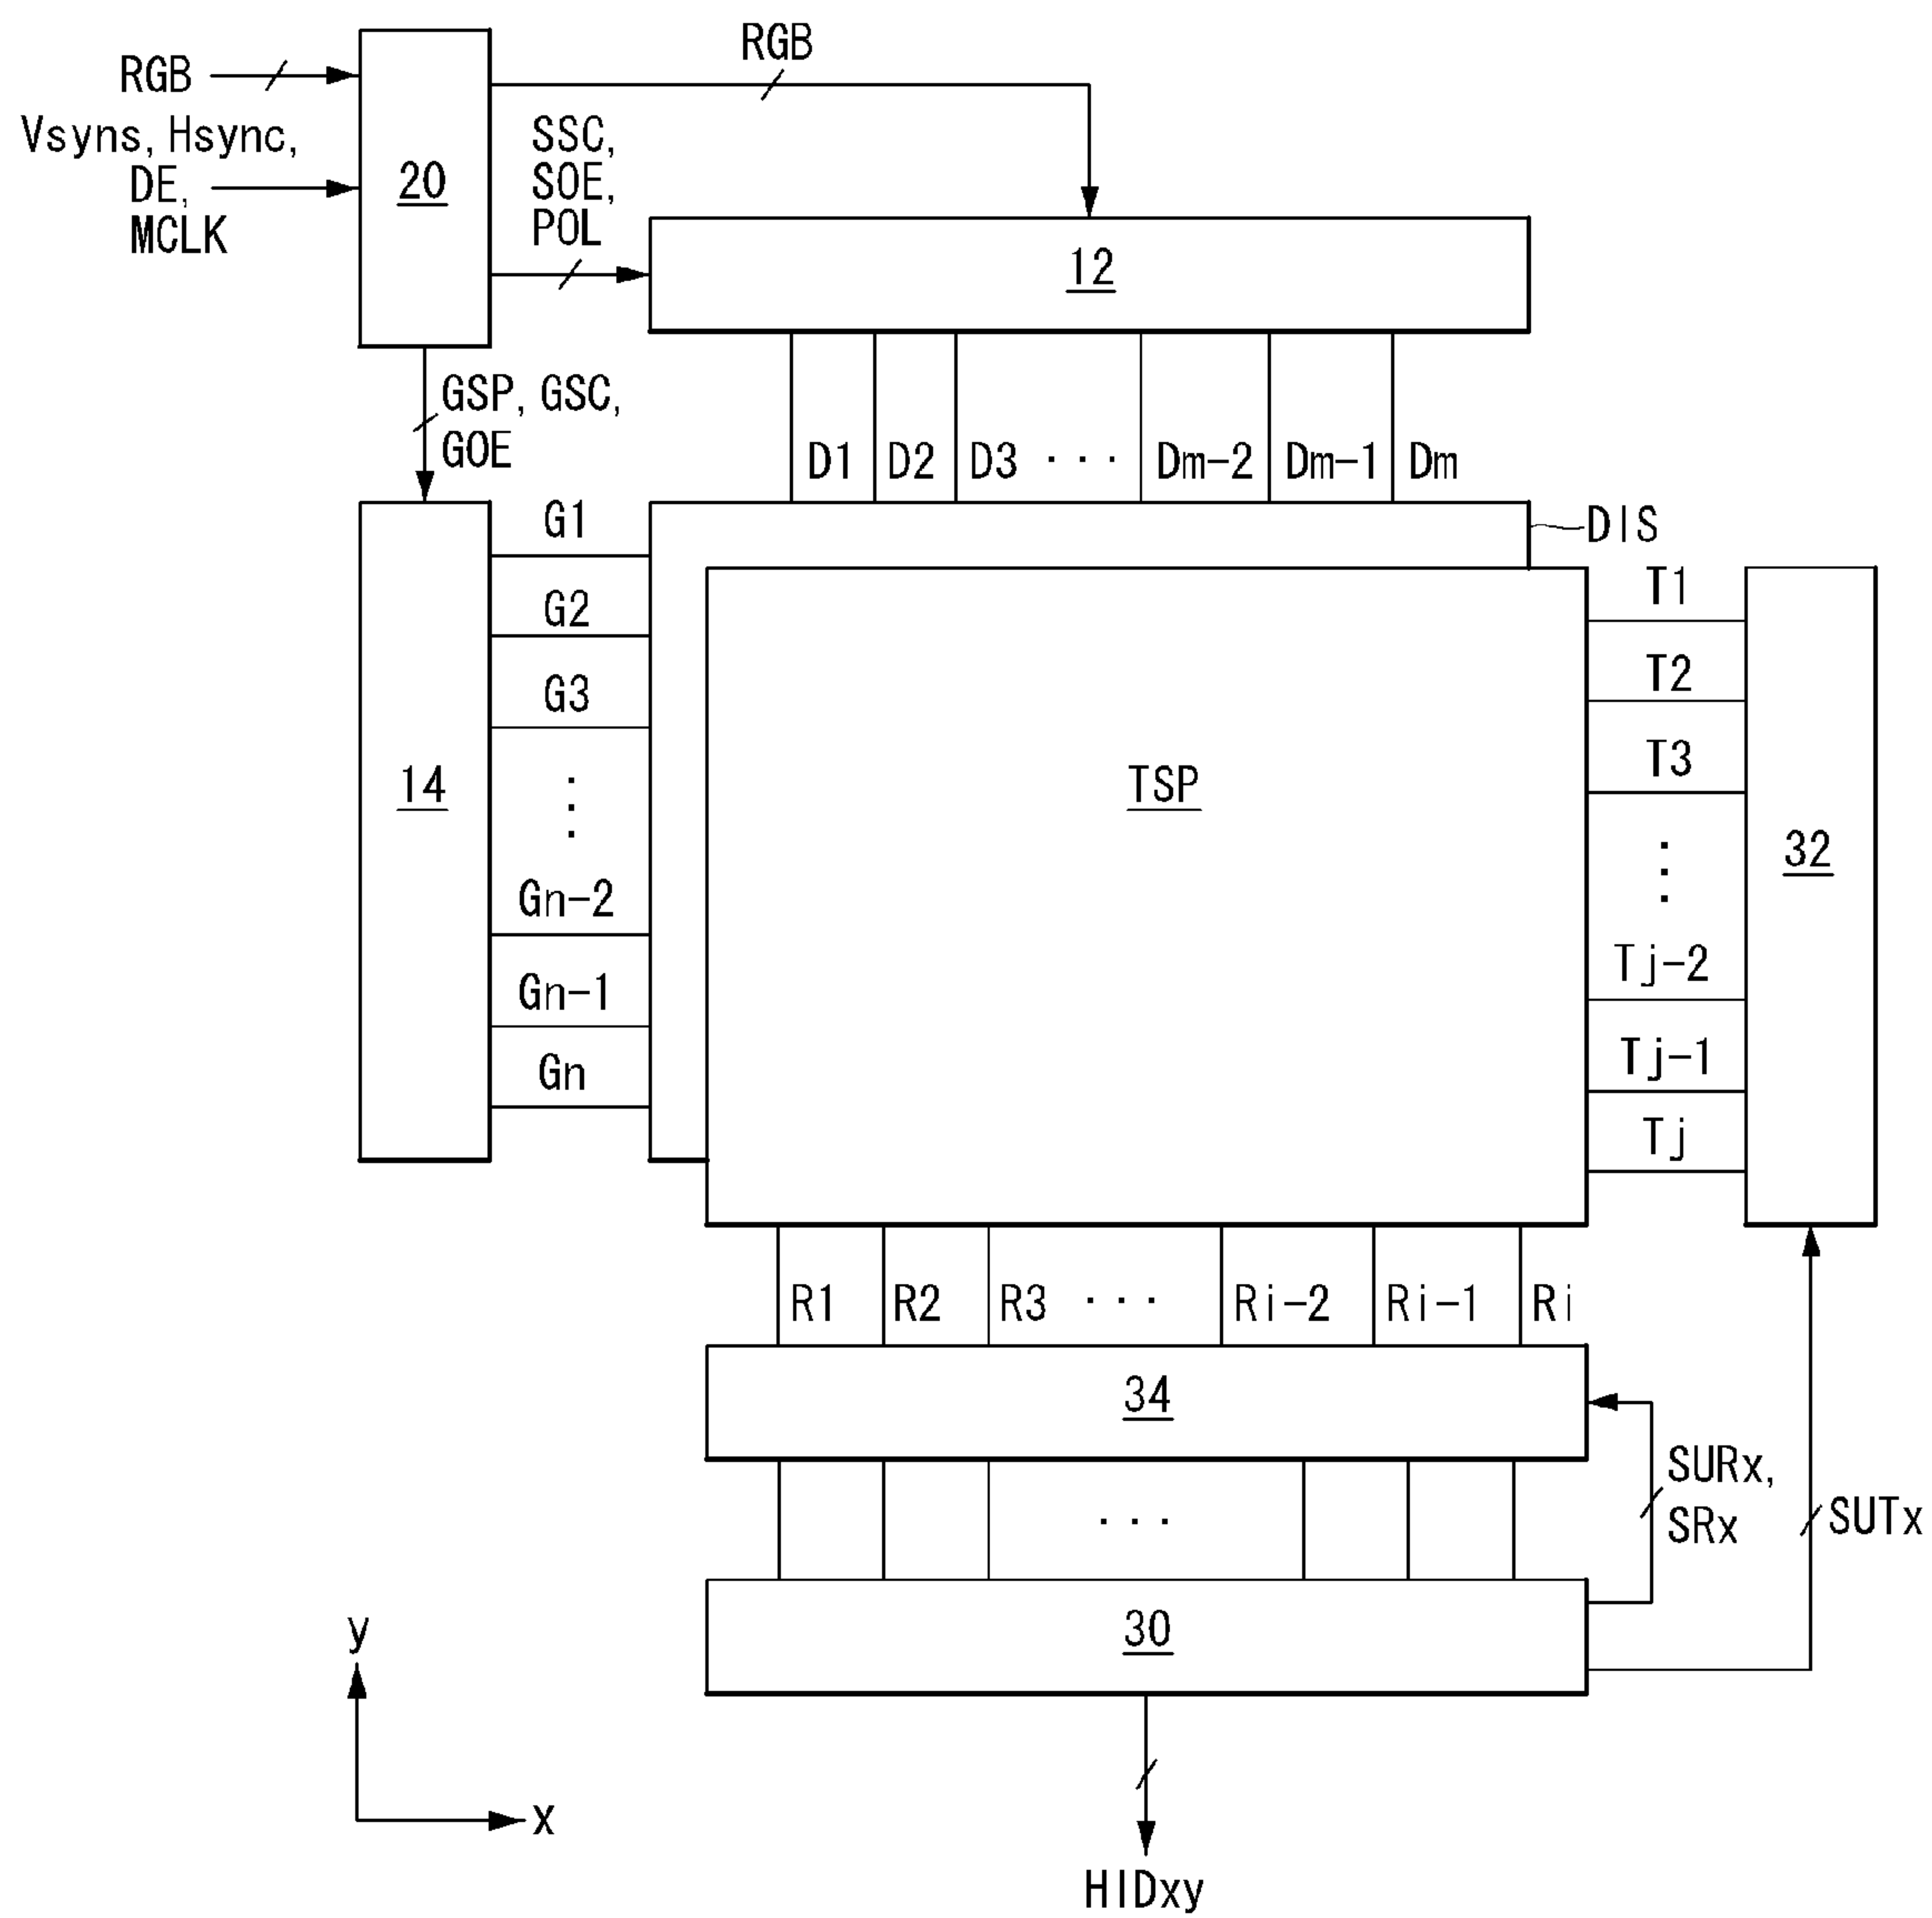 RGB
RGB
Vsyns, Hsync,
DE,
MCLK
20
SSC,
SOE,
POL
12
GSP, GSC,
GOE
D1 D2 D3 ··· Dm-2 Dm-1 Dm
DIS
G1
G2
G3
⋮
Gn-2
Gn-1
Gn
14
TSP
T1
T2
T3
⋮
Tj-2
Tj-1
Tj
32
R1 R2 R3 ··· Ri-2 Ri-1 Ri
34
SURx,
SRx
SUTx
···
30
y
x
HIDxy